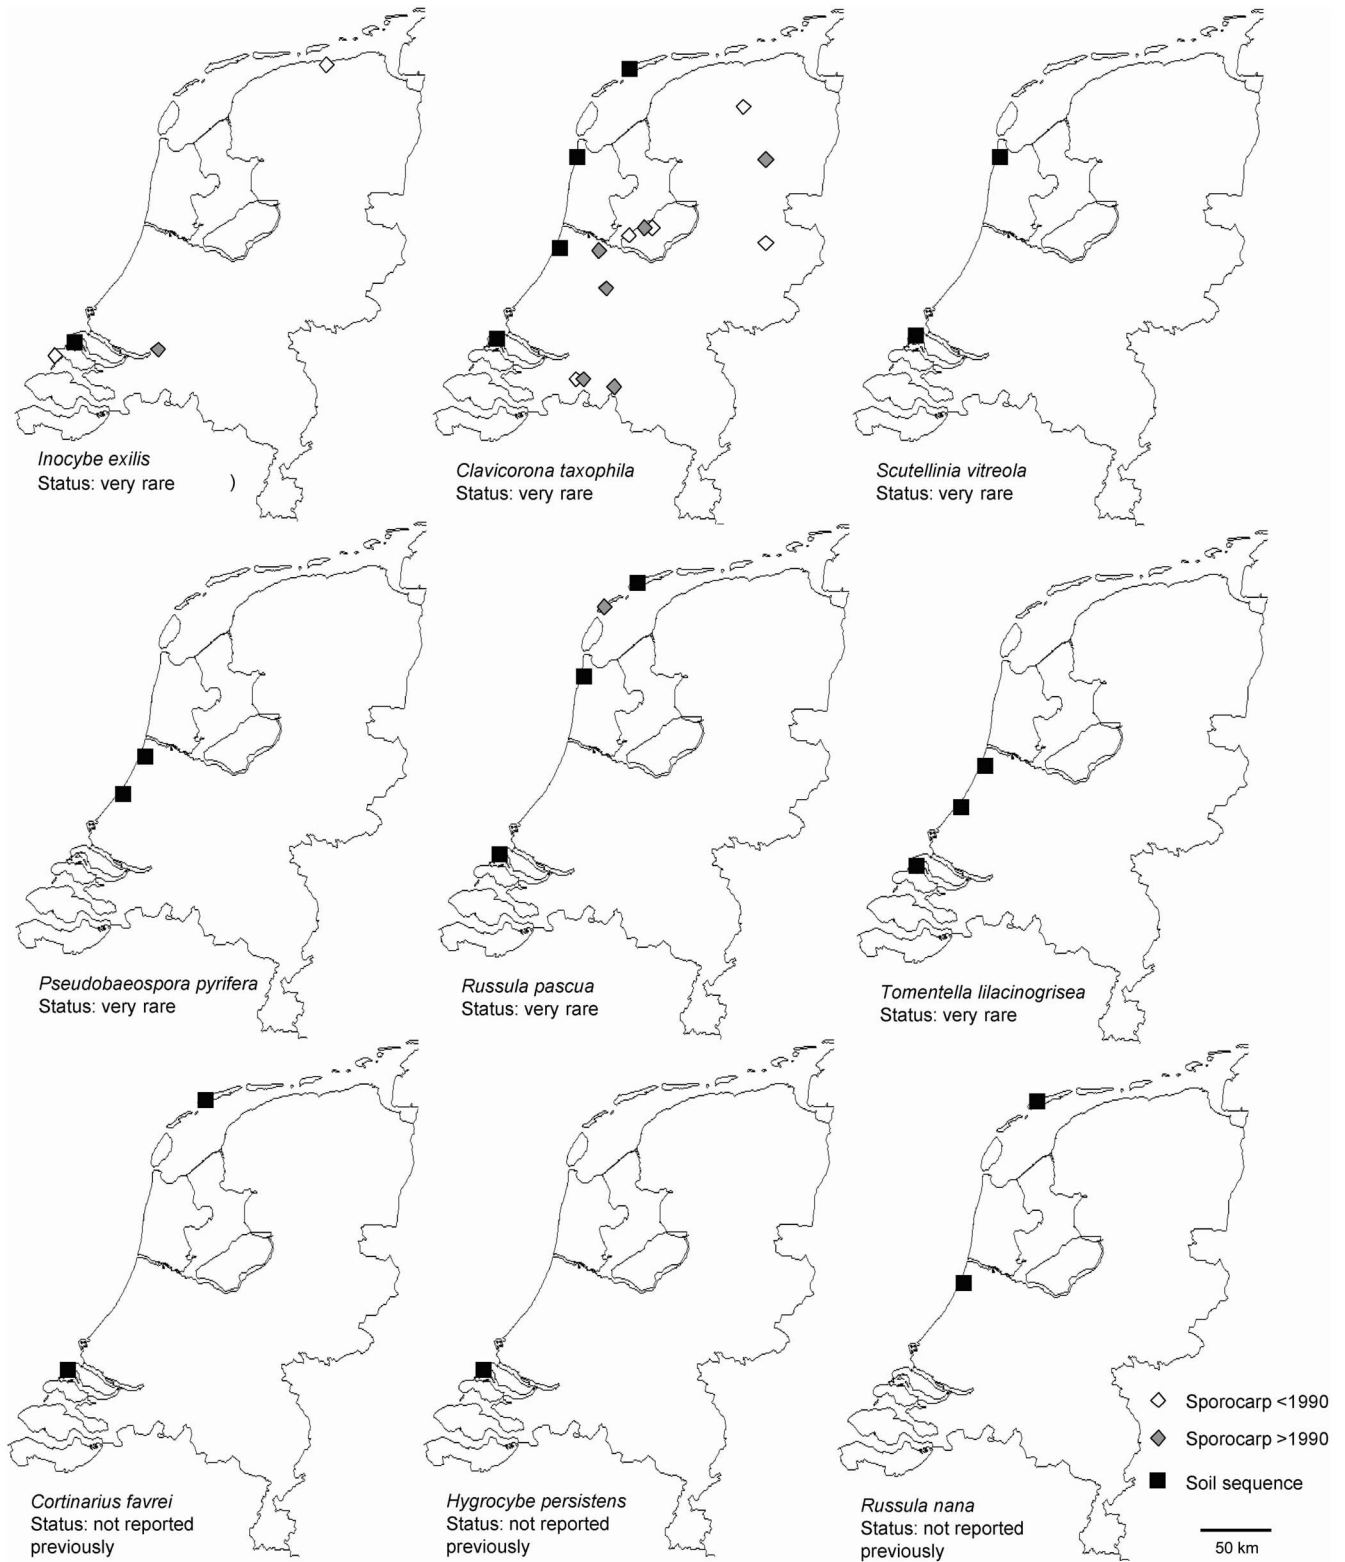 Inocybe exilis
Status: very rare )
Clavicorona taxophila
Status: very rare
Scutellinia vitreola
Status: very rare
Pseudobaeospora pyrifera
Status: very rare
Russula pascua
Status: very rare
Tomentella lilacinogrisea
Status: very rare
Cortinarius favrei
Status: not reported
previously
Hygrocybe persistens
Status: not reported
previously
Russula nana
Status: not reported
previously
Sporocarp <1990
Sporocarp >1990
Soil sequence
50 km